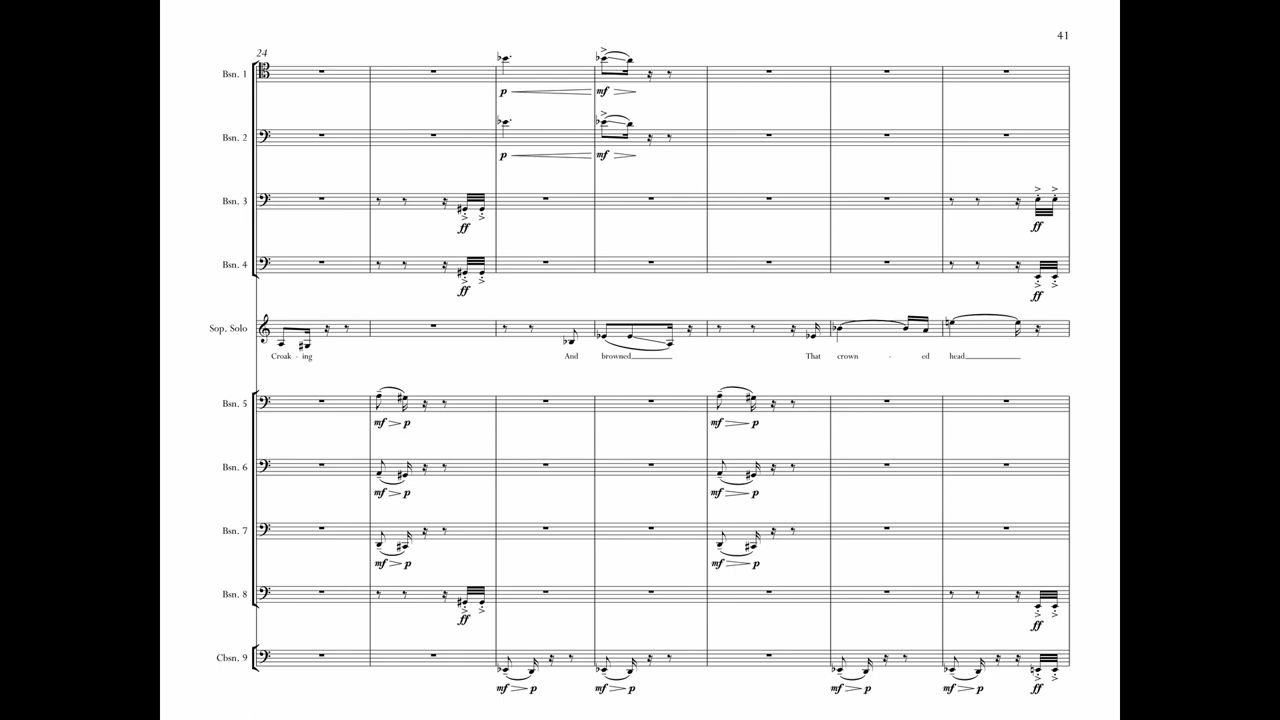 41
24
Bsn. 1
p mf
Bsn. 2
p mf
Bsn. 3
ff ff
Bsn. 4
ff ff
Sop. Solo
Croak - ing And browned That crown - ed head
Bsn. 5
mf p mf p
Bsn. 6
mf p mf p
Bsn. 7
mf p mf p
Bsn. 8
ff ff
Cbsn. 9
mf p mf p mf p mf p ff